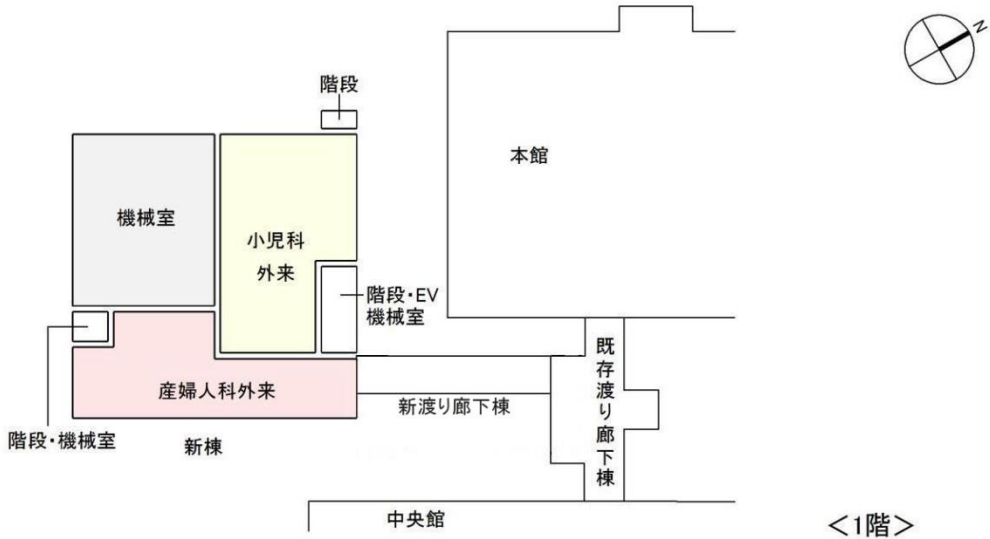 N
階段
本館
機械室
小児科
外来
階段・EV
機械室
既存渡り廊下棟
産婦人科外来
新渡り廊下棟
階段・機械室
新棟
中央館
＜1階＞